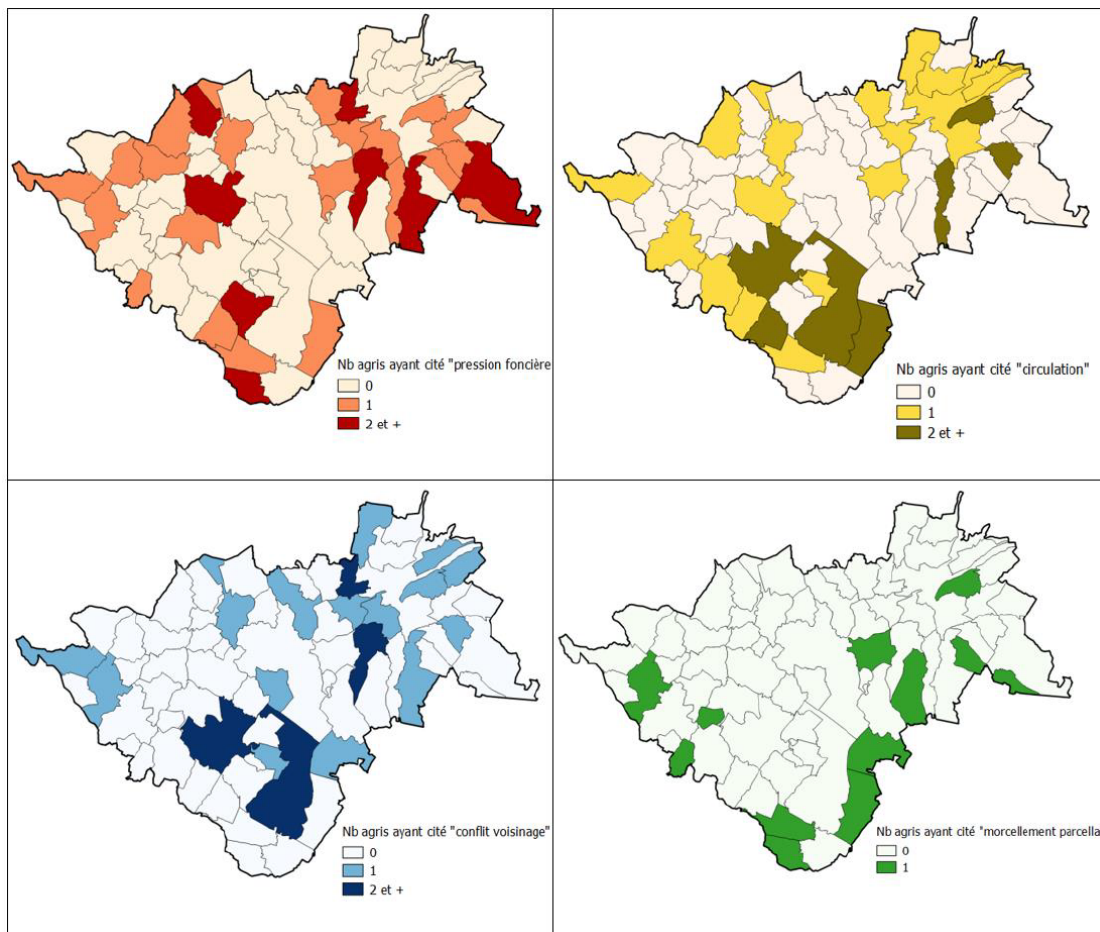 Nb agris ayant cité "pression foncière
0
1
2 et +
Nb agris ayant cité "circulation"
0
1
2 et +
Nb agris ayant cité "conflit voisinage"
0
1
2 et +
Nb agris ayant cité "morcellement parcella
0
1